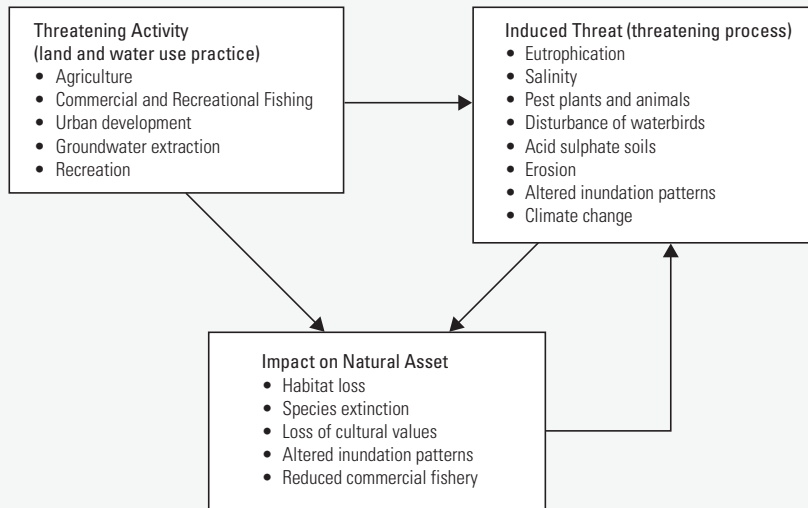 Threatening Activity
(land and water use practice)
• Agriculture
• Commercial and Recreational Fishing
• Urban development
• Groundwater extraction
• Recreation
Induced Threat (threatening process)
• Eutrophication
• Salinity
• Pest plants and animals
• Disturbance of waterbirds
• Acid sulphate soils
• Erosion
• Altered inundation patterns
• Climate change
Impact on Natural Asset
• Habitat loss
• Species extinction
• Loss of cultural values
• Altered inundation patterns
• Reduced commercial fishery